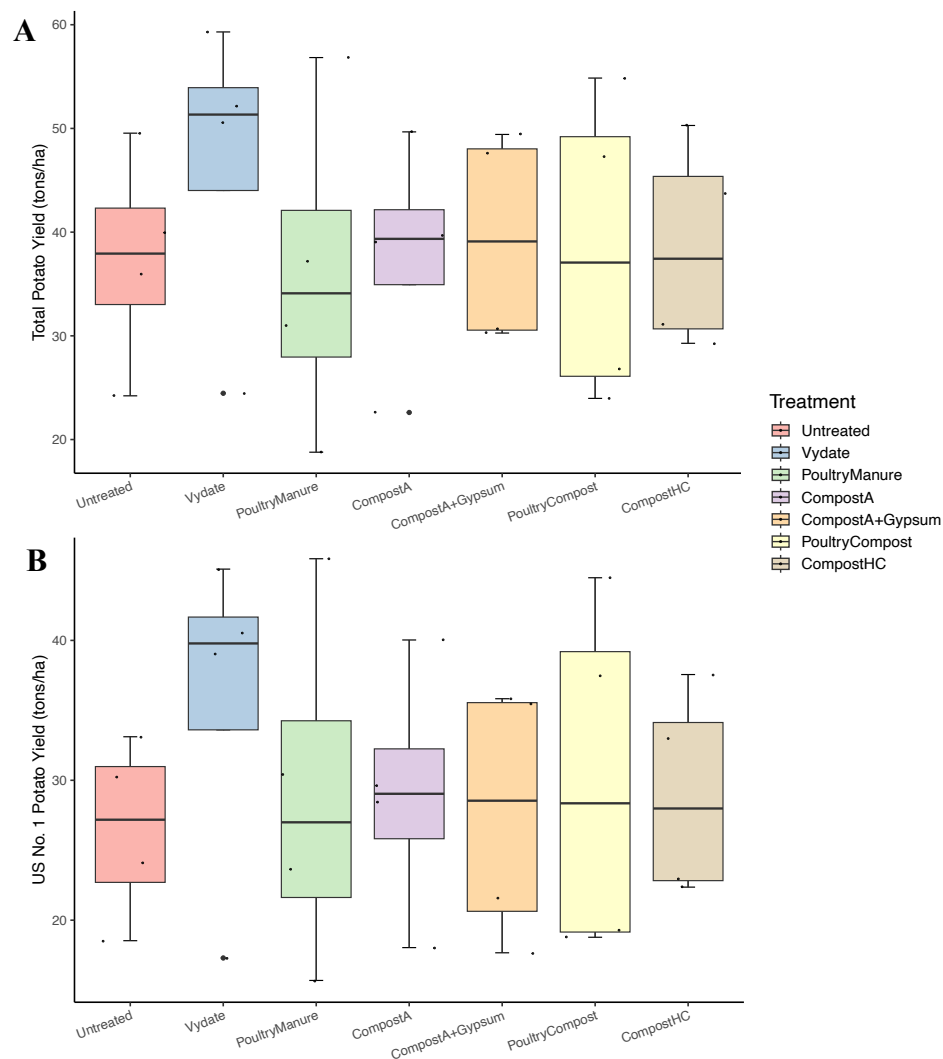 A
60
50
40
30
20
Total Potato Yield (tons/ha)
Untreated
Vydate
PoultryManure
CompostA
CompostA+Gypsum
PoultryCompost
CompostHC
Treatment
Untreated
Vydate
PoultryManure
CompostA
CompostA+Gypsum
PoultryCompost
CompostHC
B
40
30
20
US No. 1 Potato Yield (tons/ha)
Untreated
Vydate
PoultryManure
CompostA
CompostA+Gypsum
PoultryCompost
CompostHC